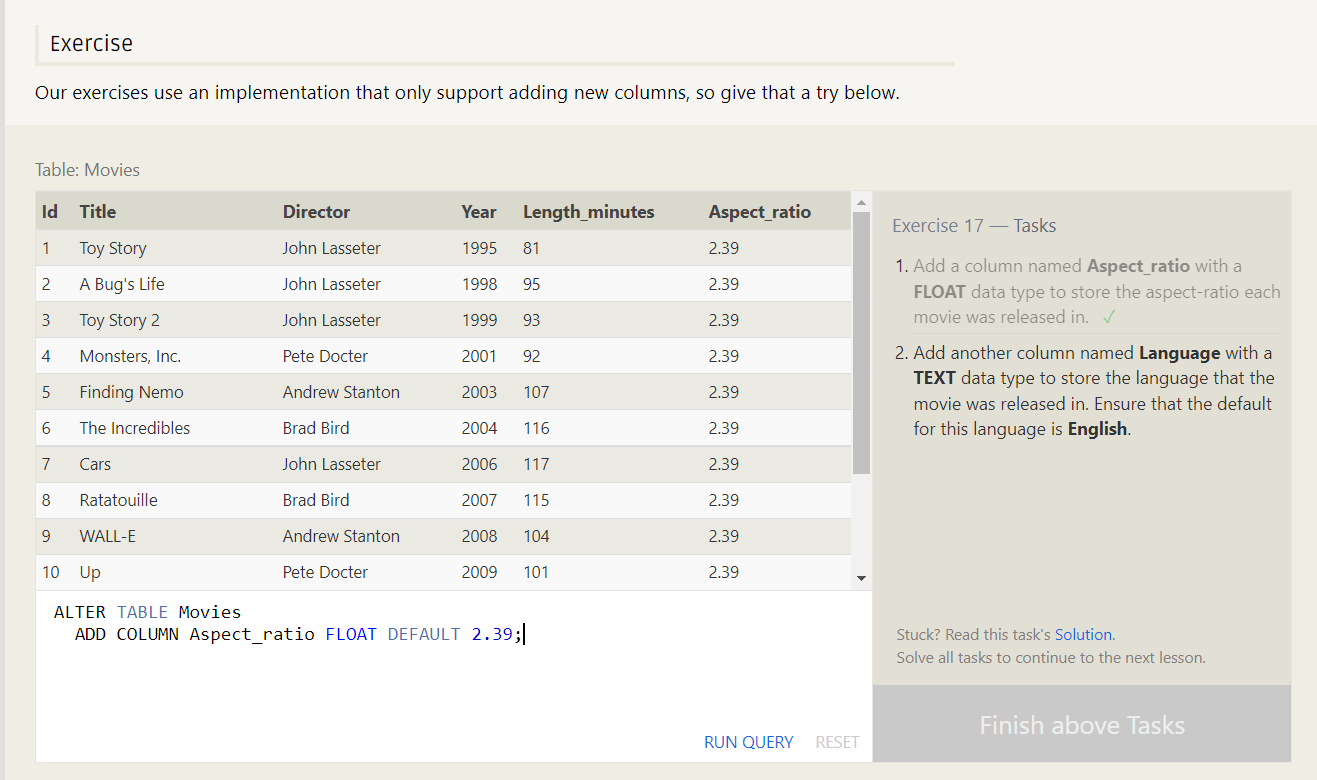 Exercise
Our exercises use an implementation that only support adding new columns, so give that a try below.
Table: Movies
Id Title Director Year Length_minutes Aspect_ratio
1 Toy Story John Lasseter 1995 81 2.39
2 A Bug's Life John Lasseter 1998 95 2.39
3 Toy Story 2 John Lasseter 1999 93 2.39
4 Monsters, Inc. Pete Docter 2001 92 2.39
5 Finding Nemo Andrew Stanton 2003 107 2.39
6 The Incredibles Brad Bird 2004 116 2.39
7 Cars John Lasseter 2006 117 2.39
8 Ratatouille Brad Bird 2007 115 2.39
9 WALL-E Andrew Stanton 2008 104 2.39
10 Up Pete Docter 2009 101 2.39
ALTER TABLE Movies
ADD COLUMN Aspect_ratio FLOAT DEFAULT 2.39;
RUN QUERY RESET
Exercise 17 — Tasks
1. Add a column named Aspect_ratio with a
FLOAT data type to store the aspect-ratio each
movie was released in. ✓
2. Add another column named Language with a
TEXT data type to store the language that the
movie was released in. Ensure that the default
for this language is English.
Stuck? Read this task's Solution.
Solve all tasks to continue to the next lesson.
Finish above Tasks